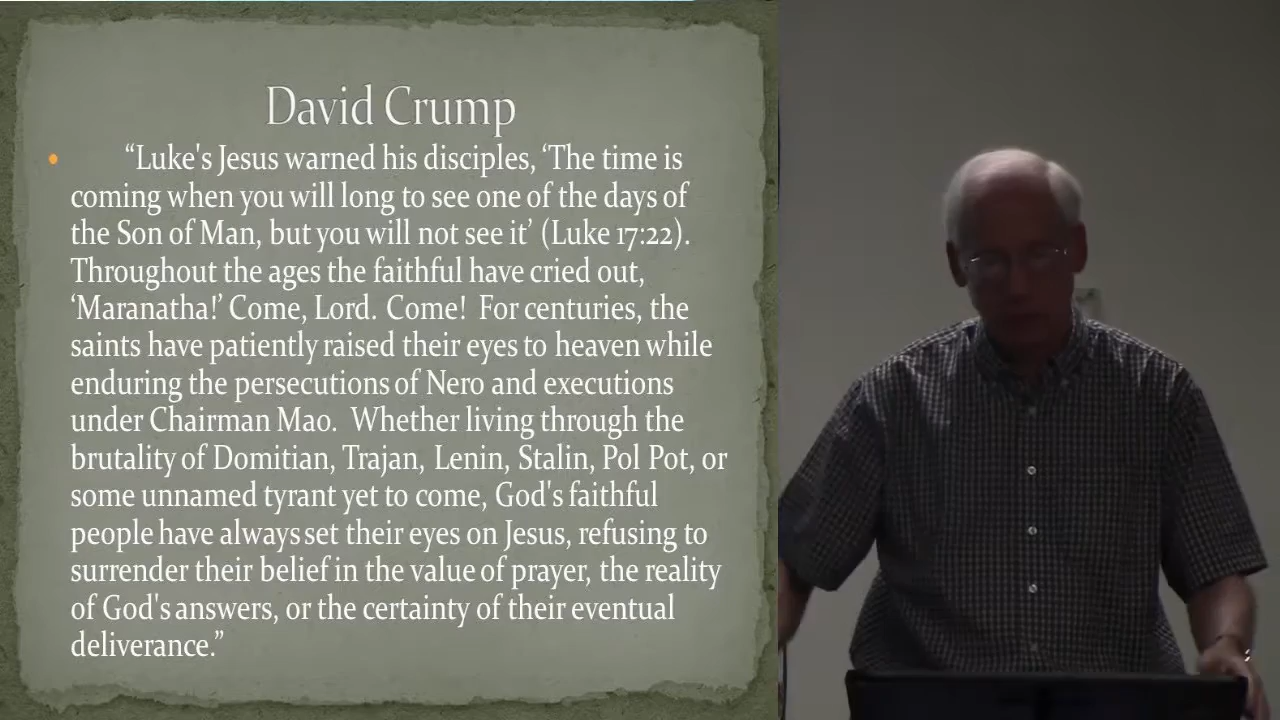 David Crump
“Luke's Jesus warned his disciples, ‘The time is
coming when you will long to see one of the days of
the Son of Man, but you will not see it’ (Luke 17:22).
Throughout the ages the faithful have cried out,
‘Maranatha!’ Come, Lord. Come! For centuries, the
saints have patiently raised their eyes to heaven while
enduring the persecutions of Nero and executions
under Chairman Mao. Whether living through the
brutality of Domitian, Trajan, Lenin, Stalin, Pol Pot, or
some unnamed tyrant yet to come, God's faithful
people have always set their eyes on Jesus, refusing to
surrender their belief in the value of prayer, the reality
of God's answers, or the certainty of their eventual
deliverance.”